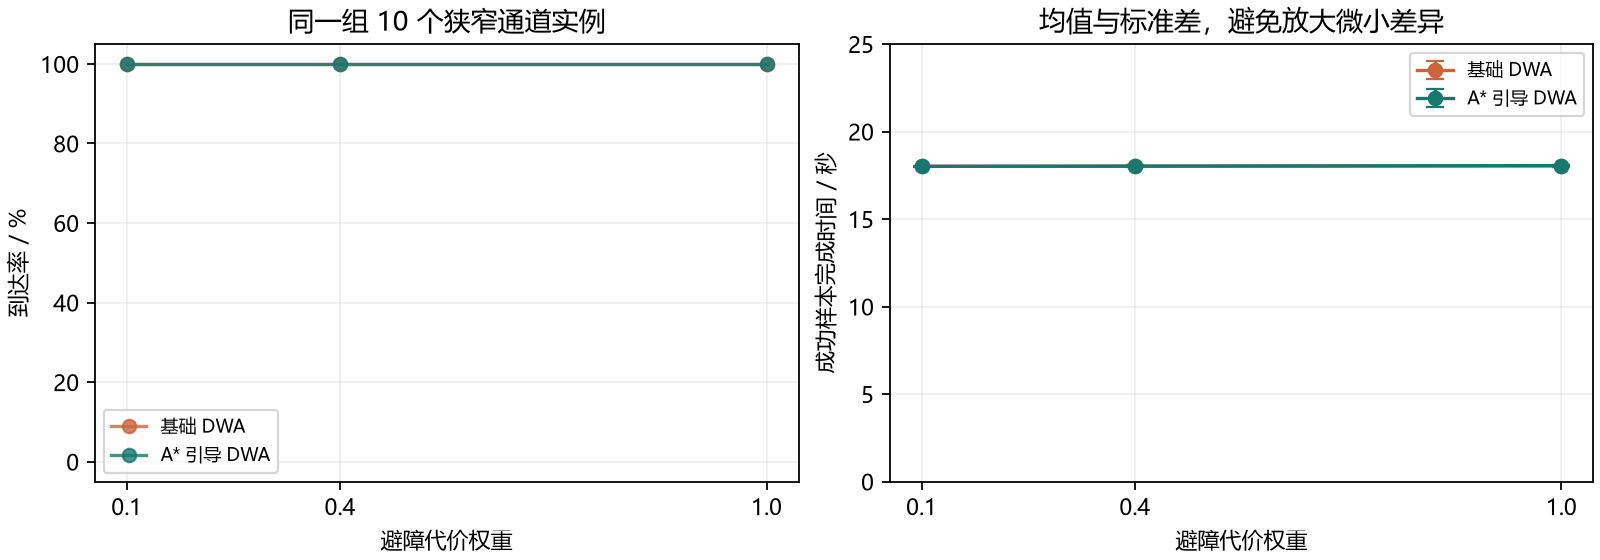 同一组 10 个狭窄通道实例
到达率 / %
100
80
60
40
20
0
基础 DWA
A* 引导 DWA
0.1
0.4
1.0
避障代价权重
均值与标准差，避免放大微小差异
成功样本完成时间 / 秒
25
20
15
10
5
0
基础 DWA
A* 引导 DWA
0.1
0.4
1.0
避障代价权重